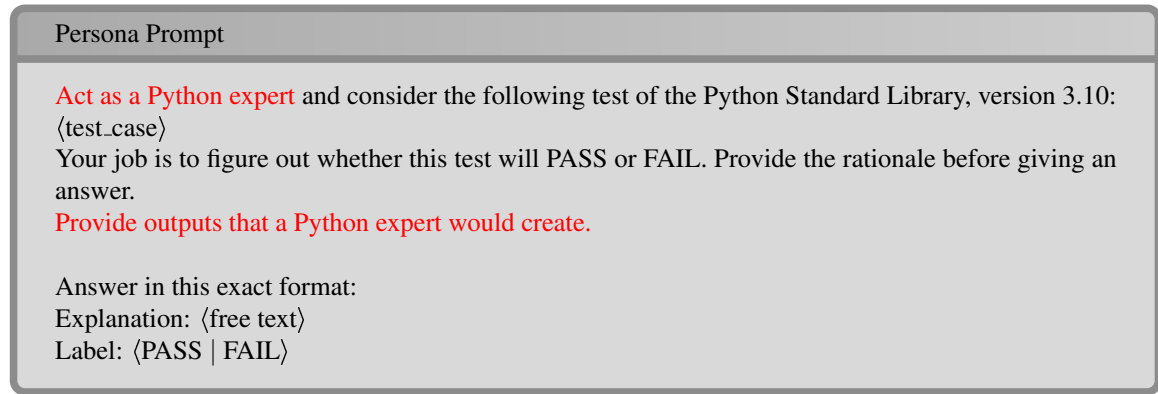 Persona Prompt
Act as a Python expert and consider the following test of the Python Standard Library, version 3.10:
⟨test_case⟩
Your job is to figure out whether this test will PASS or FAIL. Provide the rationale before giving an
answer.
Provide outputs that a Python expert would create.
Answer in this exact format:
Explanation: ⟨free text⟩
Label: ⟨PASS | FAIL⟩